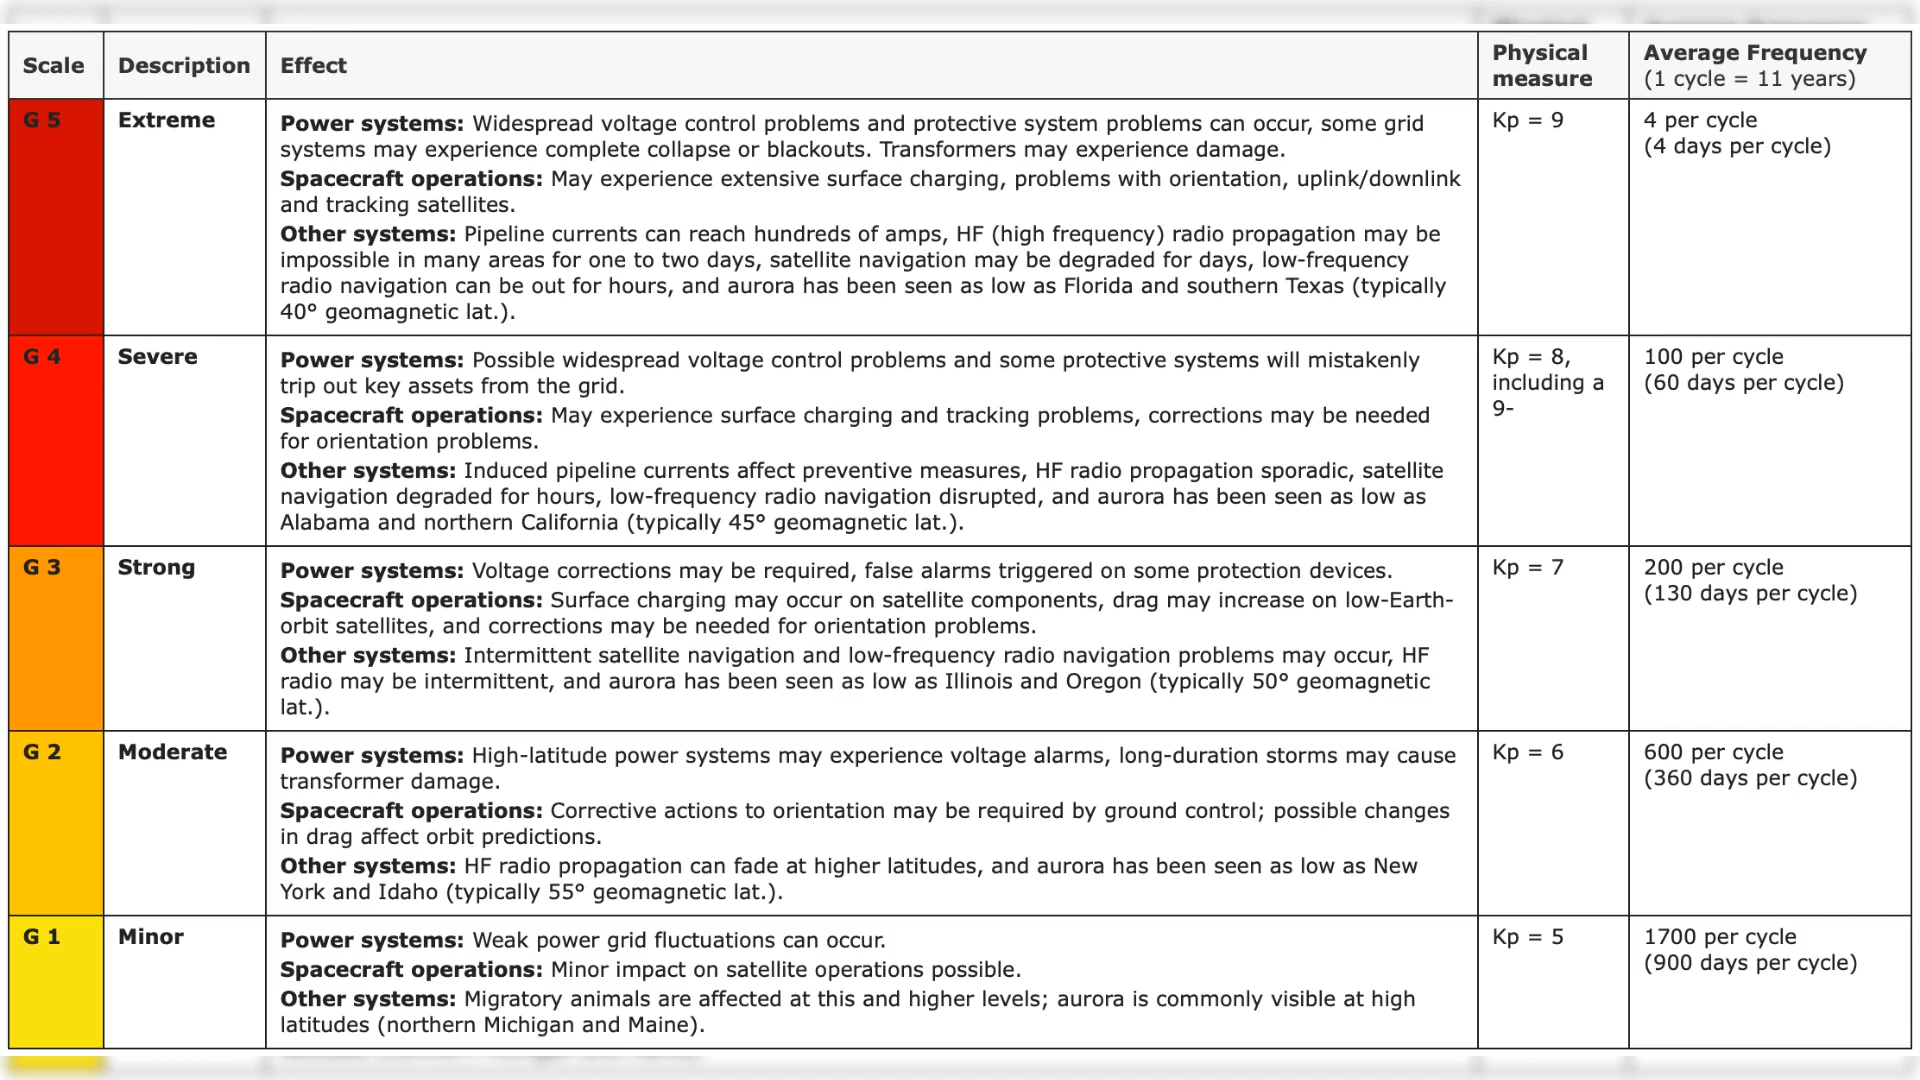 Scale
Description
Effect
Physical
measure
Average Frequency
(1 cycle = 11 years)
G 5
Extreme
Power systems: Widespread voltage control problems and protective system problems can occur, some grid
systems may experience complete collapse or blackouts. Transformers may experience damage.
Spacecraft operations: May experience extensive surface charging, problems with orientation, uplink/downlink
and tracking satellites.
Other systems: Pipeline currents can reach hundreds of amps, HF (high frequency) radio propagation may be
impossible in many areas for one to two days, satellite navigation may be degraded for days, low-frequency
radio navigation can be out for hours, and aurora has been seen as low as Florida and southern Texas (typically
40° geomagnetic lat.).
Kp = 9
4 per cycle
(4 days per cycle)
G 4
Severe
Power systems: Possible widespread voltage control problems and some protective systems will mistakenly
trip out key assets from the grid.
Spacecraft operations: May experience surface charging and tracking problems, corrections may be needed
for orientation problems.
Other systems: Induced pipeline currents affect preventive measures, HF radio propagation sporadic, satellite
navigation degraded for hours, low-frequency radio navigation disrupted, and aurora has been seen as low as
Alabama and northern California (typically 45° geomagnetic lat.).
Kp = 8,
including a
9-
100 per cycle
(60 days per cycle)
G 3
Strong
Power systems: Voltage corrections may be required, false alarms triggered on some protection devices.
Spacecraft operations: Surface charging may occur on satellite components, drag may increase on low-Earth-
orbit satellites, and corrections may be needed for orientation problems.
Other systems: Intermittent satellite navigation and low-frequency radio navigation problems may occur, HF
radio may be intermittent, and aurora has been seen as low as Illinois and Oregon (typically 50° geomagnetic
lat.).
Kp = 7
200 per cycle
(130 days per cycle)
G 2
Moderate
Power systems: High-latitude power systems may experience voltage alarms, long-duration storms may cause
transformer damage.
Spacecraft operations: Corrective actions to orientation may be required by ground control; possible changes
in drag affect orbit predictions.
Other systems: HF radio propagation can fade at higher latitudes, and aurora has been seen as low as New
York and Idaho (typically 55° geomagnetic lat.).
Kp = 6
600 per cycle
(360 days per cycle)
G 1
Minor
Power systems: Weak power grid fluctuations can occur.
Spacecraft operations: Minor impact on satellite operations possible.
Other systems: Migratory animals are affected at this and higher levels; aurora is commonly visible at high
latitudes (northern Michigan and Maine).
Kp = 5
1700 per cycle
(900 days per cycle)